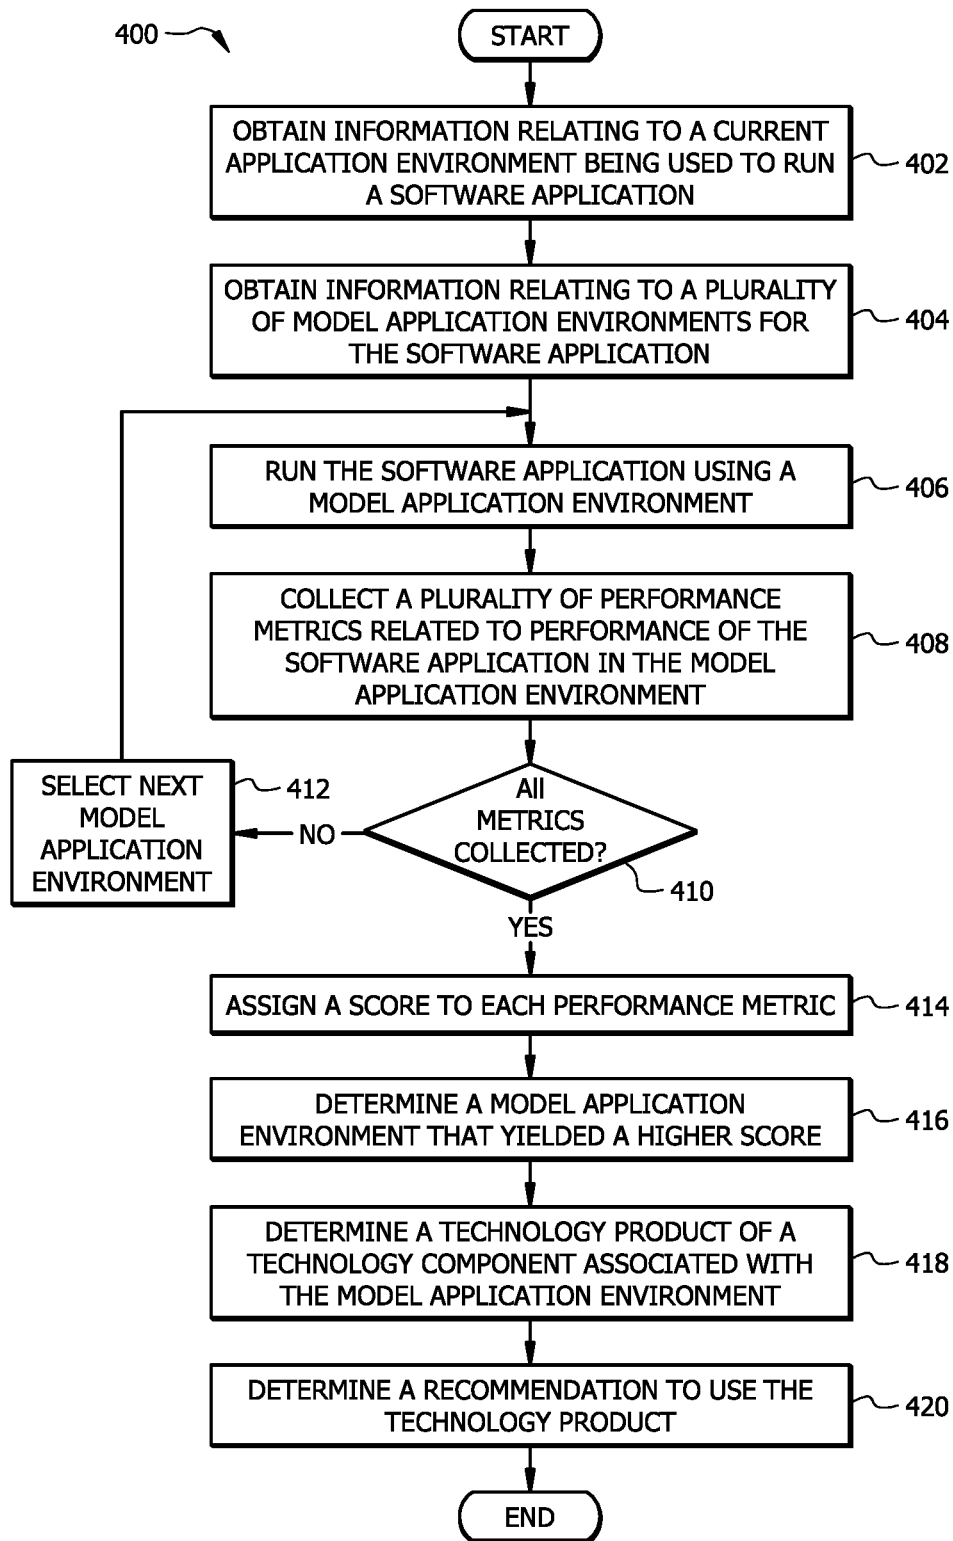 400
START
OBTAIN INFORMATION RELATING TO A CURRENT
APPLICATION ENVIRONMENT BEING USED TO RUN
A SOFTWARE APPLICATION
402
OBTAIN INFORMATION RELATING TO A PLURALITY
OF MODEL APPLICATION ENVIRONMENTS FOR
THE SOFTWARE APPLICATION
404
RUN THE SOFTWARE APPLICATION USING A
MODEL APPLICATION ENVIRONMENT
406
COLLECT A PLURALITY OF PERFORMANCE
METRICS RELATED TO PERFORMANCE OF THE
SOFTWARE APPLICATION IN THE MODEL
APPLICATION ENVIRONMENT
408
SELECT NEXT
MODEL
APPLICATION
ENVIRONMENT
412
NO
All
METRICS
COLLECTED?
410
YES
ASSIGN A SCORE TO EACH PERFORMANCE METRIC
414
DETERMINE A MODEL APPLICATION
ENVIRONMENT THAT YIELDED A HIGHER SCORE
416
DETERMINE A TECHNOLOGY PRODUCT OF A
TECHNOLOGY COMPONENT ASSOCIATED WITH
THE MODEL APPLICATION ENVIRONMENT
418
DETERMINE A RECOMMENDATION TO USE THE
TECHNOLOGY PRODUCT
420
END